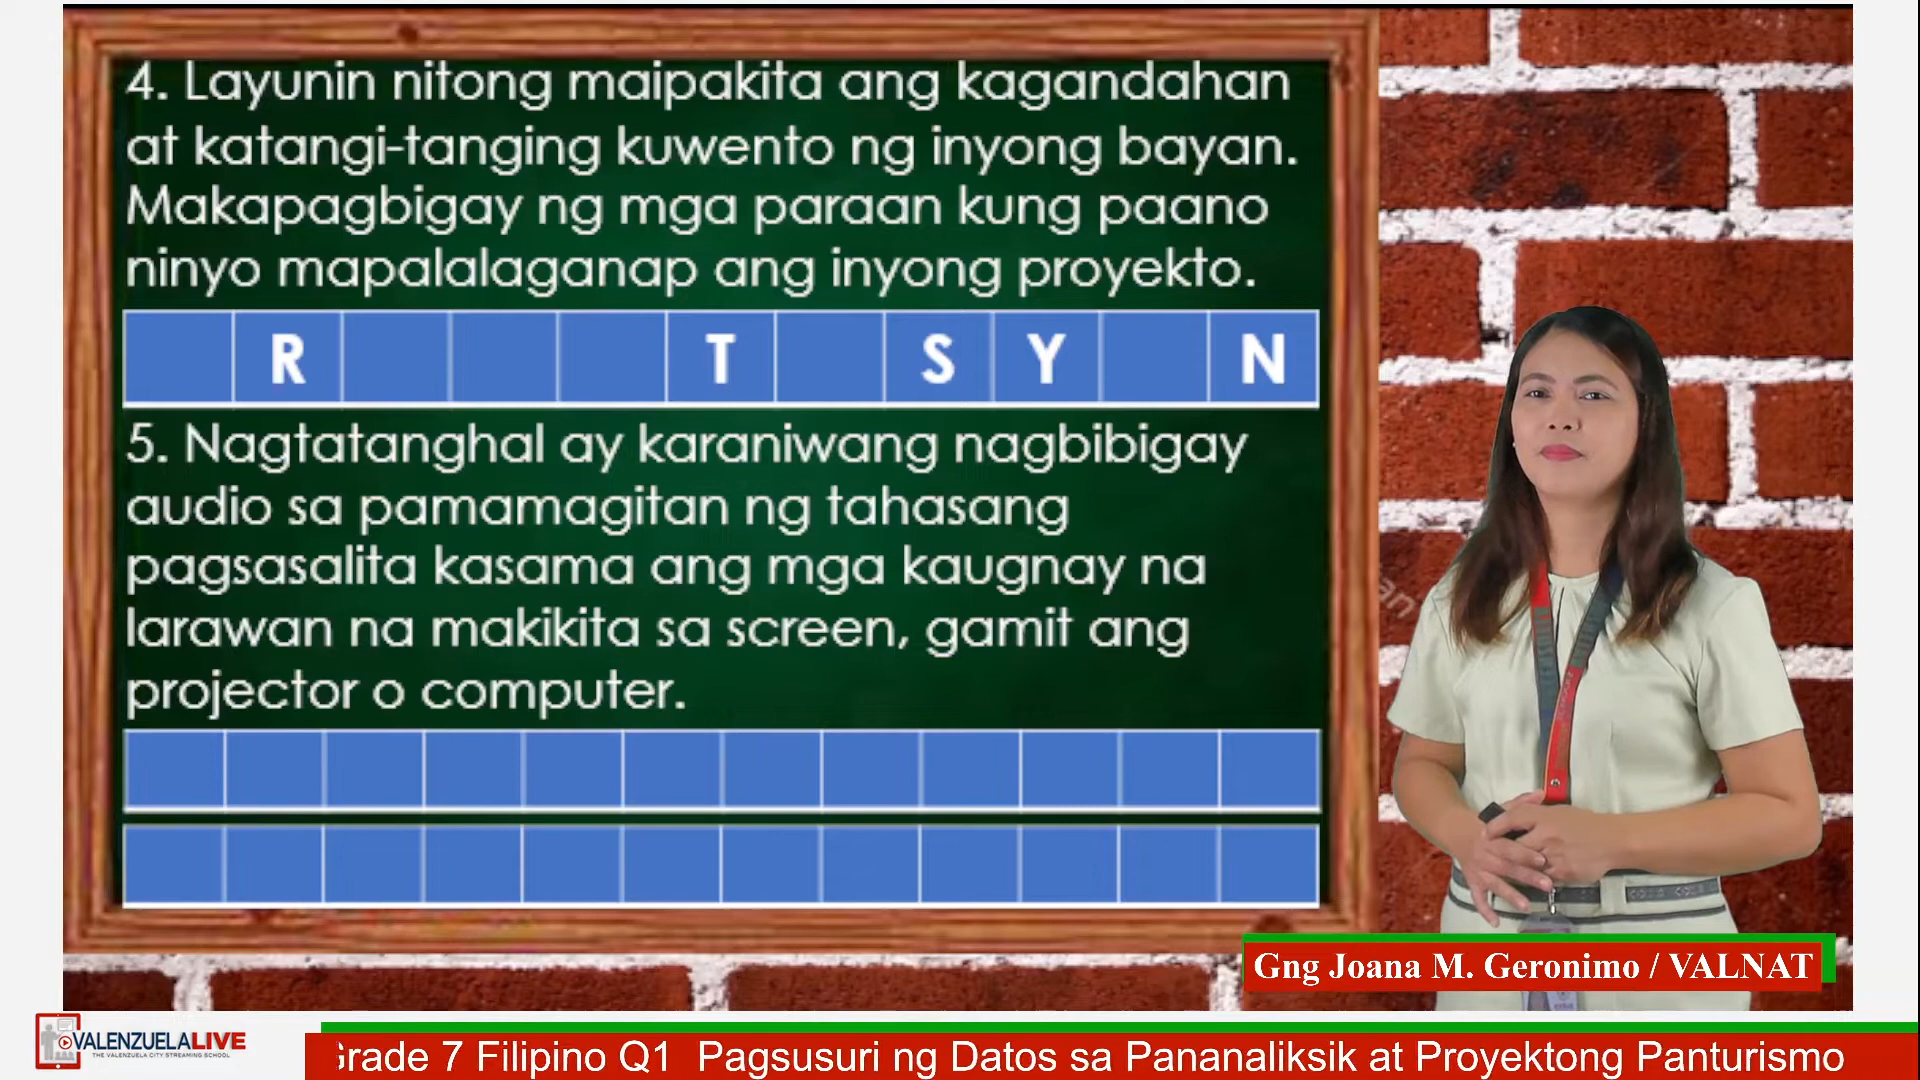 4. Layunin nitong maipakita ang kagandahan
at katangi-tanging kuwento ng inyong bayan.
Makapagbigay ng mga paraan kung paano
ninyo mapalalaganap ang inyong proyekto.
R T S Y N
5. Nagtatanghal ay karaniwang nagbibigay
audio sa pamamagitan ng tahasang
pagsasalita kasama ang mga kaugnay na
larawan na makikita sa screen, gamit ang
projector o computer.
Gng Joana M. Geronimo / VALNAT
VALENZUELALIVE
THE VALENZUELA CITY STREAMING SCHOOL
Grade 7 Filipino Q1 Pagsusuri ng Datos sa Pananaliksik at Proyektong Panturismo